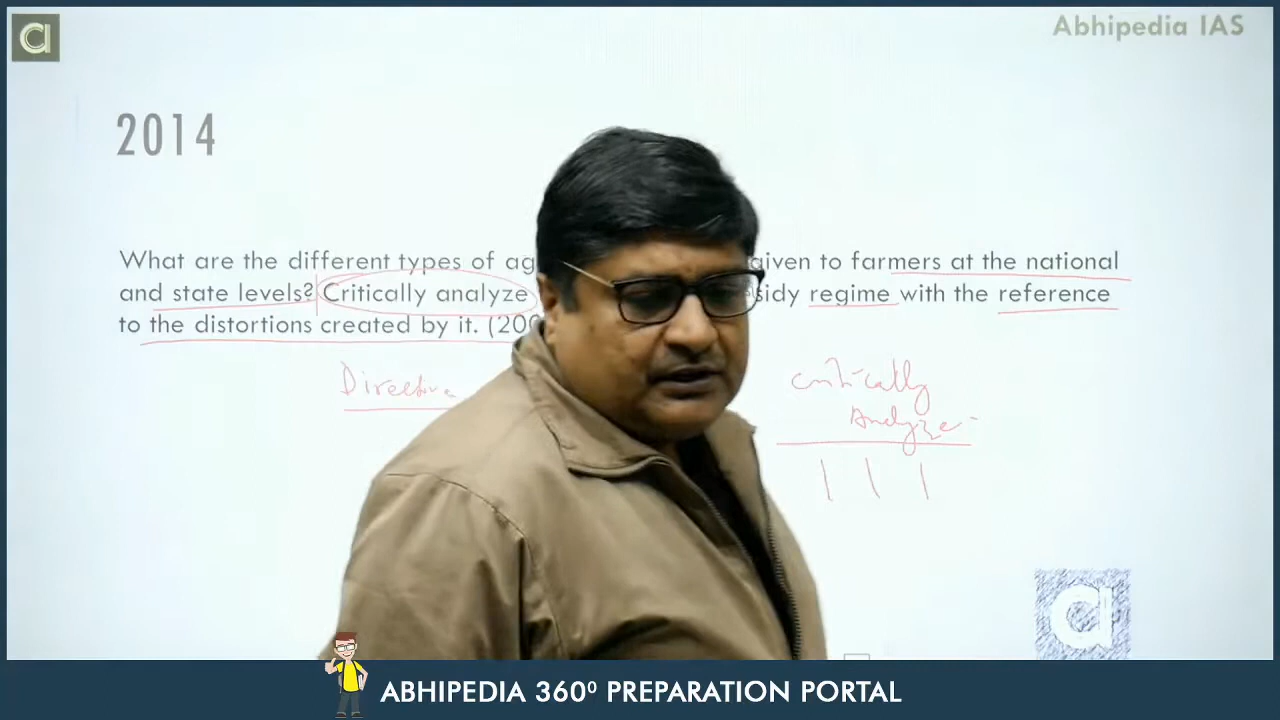 Abhipedia IAS
2014
What are the different types of ag given to farmers at the national
and state levels? Critically analyze sidy regime with the reference
to the distortions created by it. (200
Directive
critically
Analyze
ABHIPEDIA 360⁰ PREPARATION PORTAL